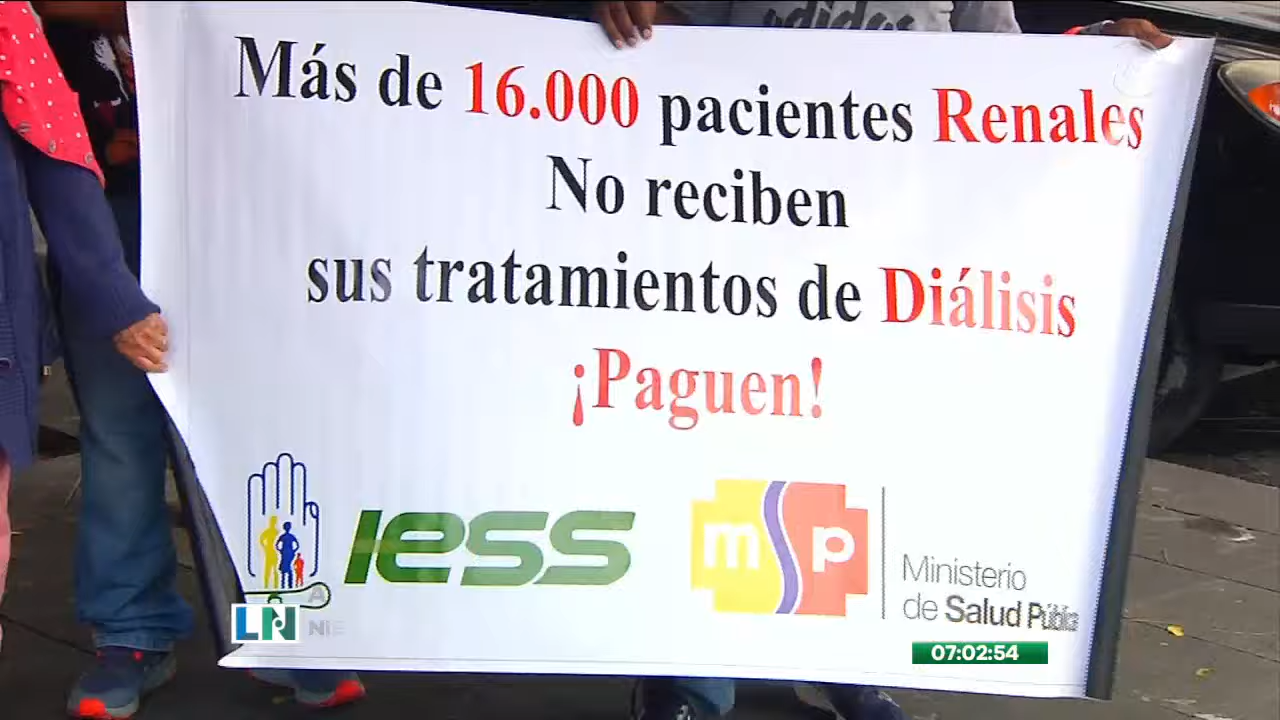 adidas
Más de 16.000 pacientes Renales
No reciben
sus tratamientos de Diálisis
¡Paguen!
IESS
msp
Ministerio
de Salud Pública
LN
07:02:54